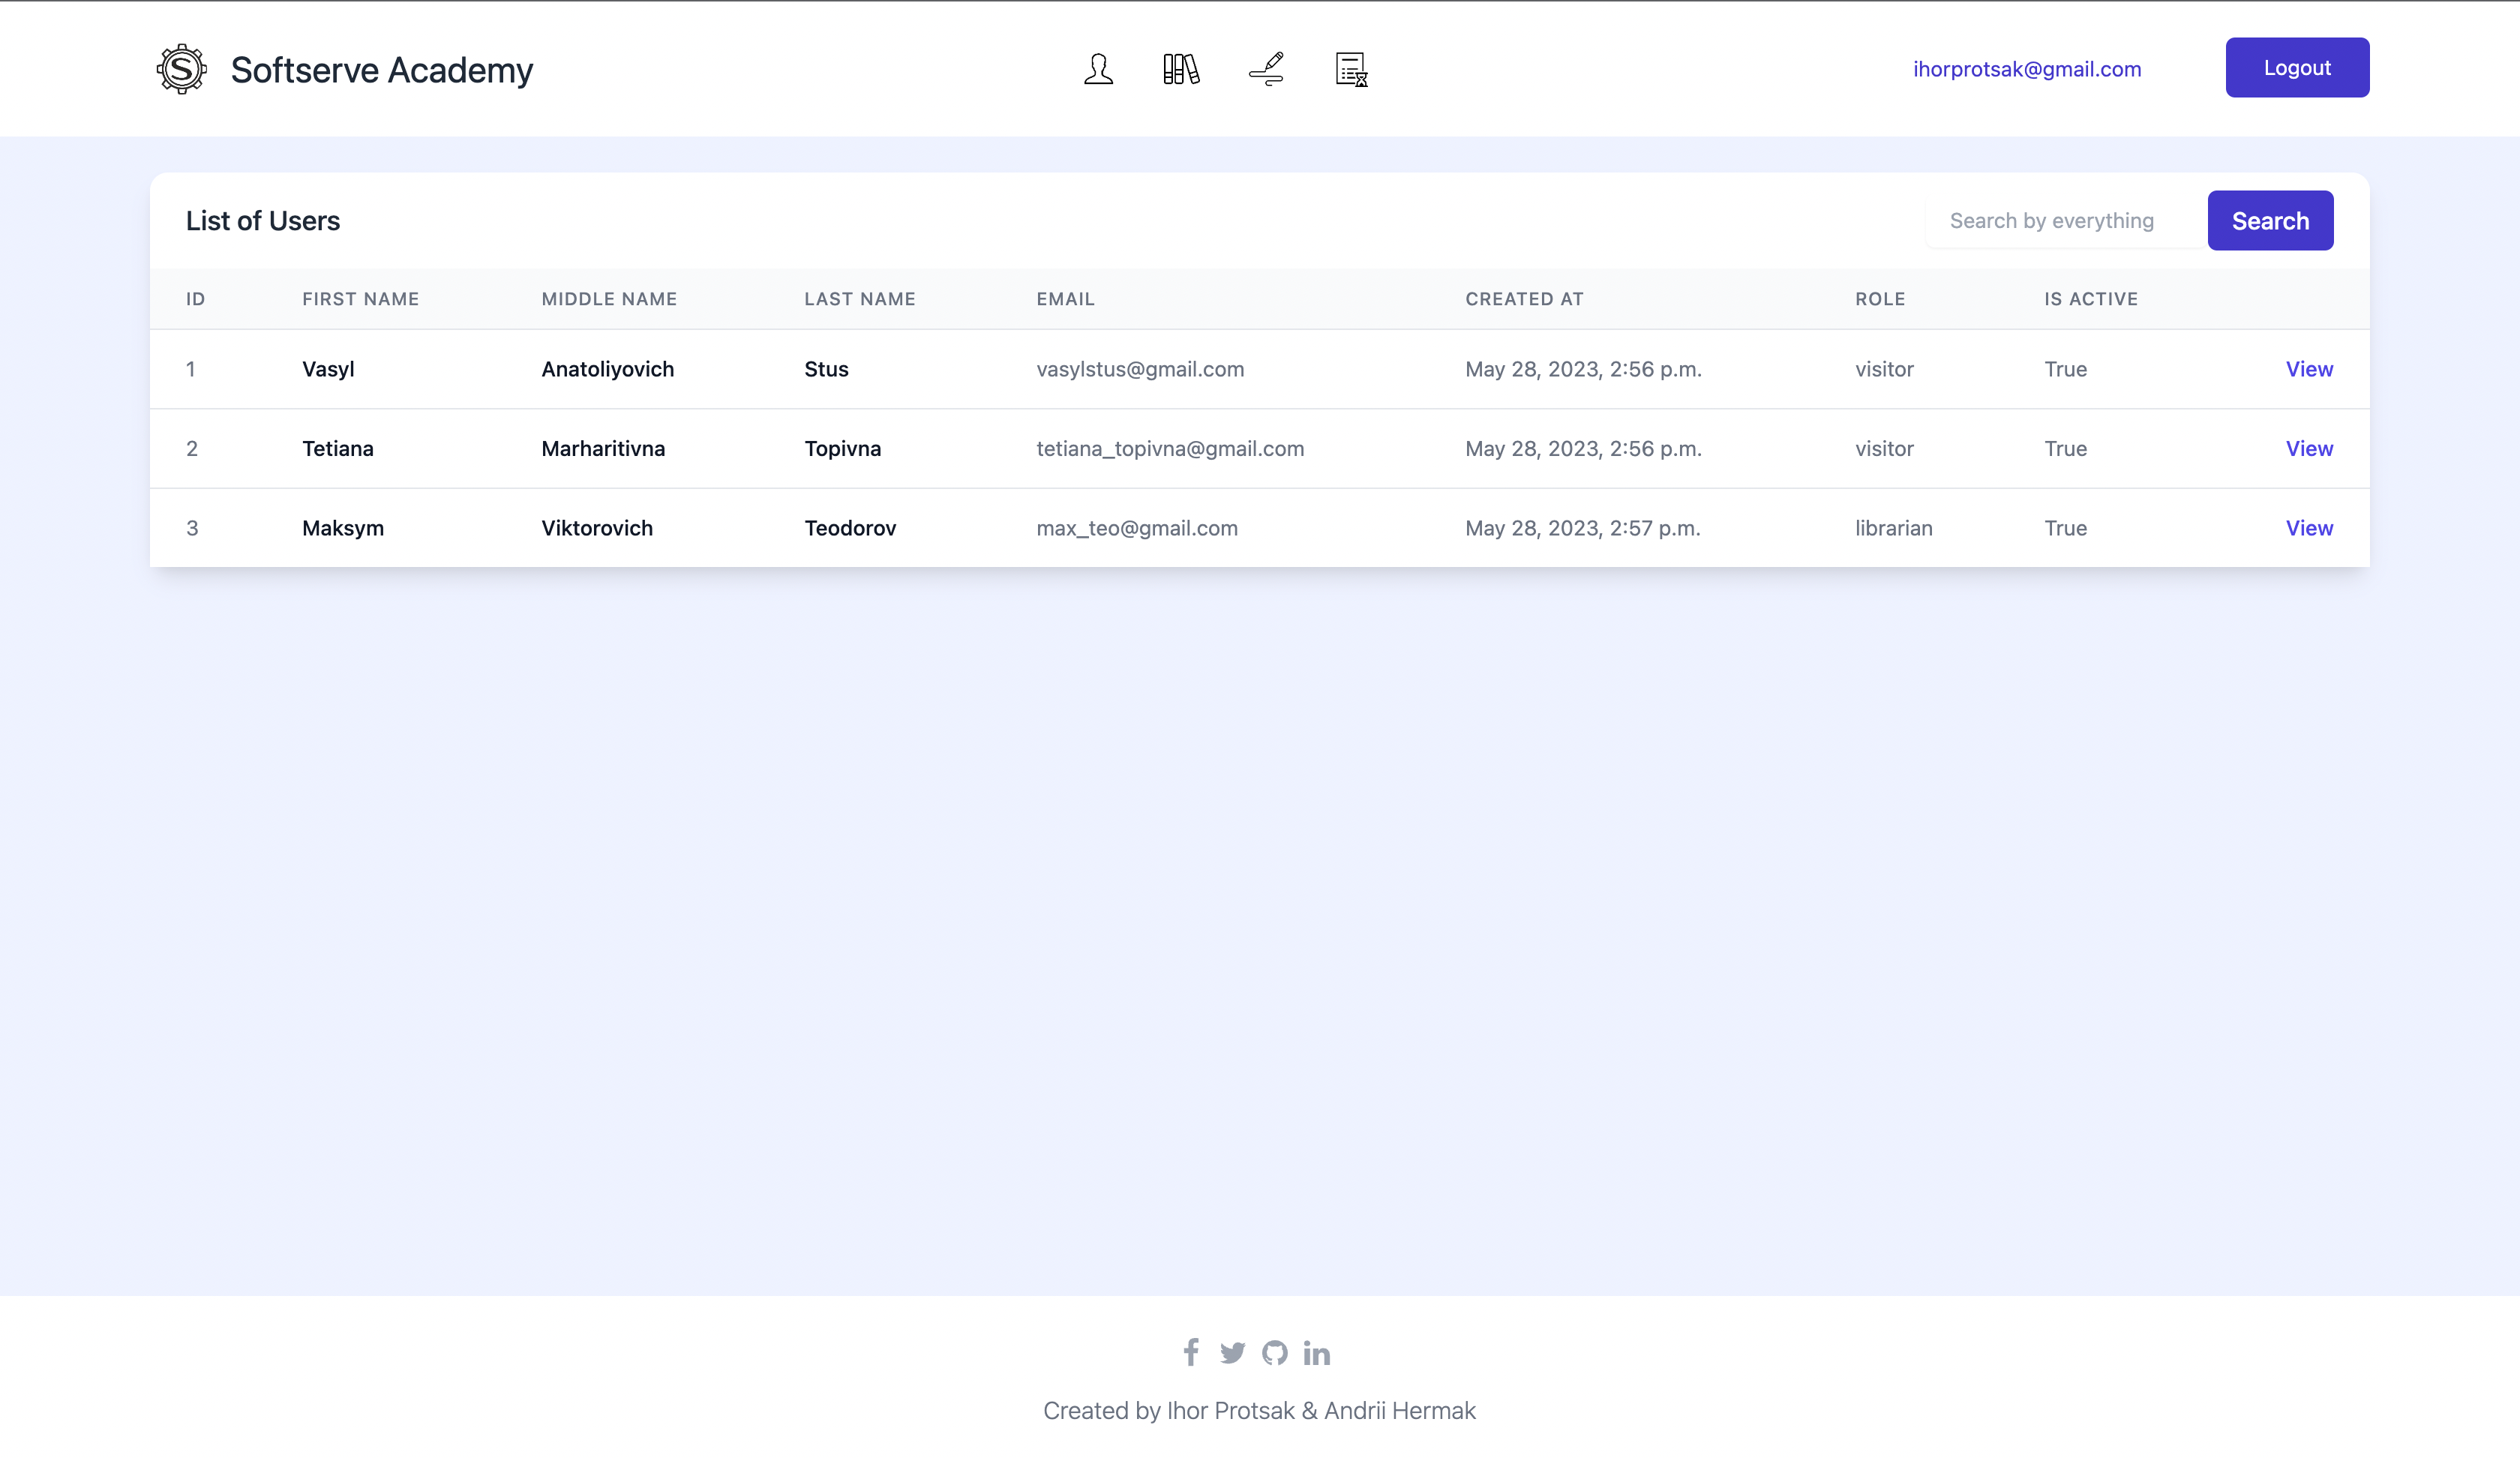 Softserve Academy
ihorprotsak@gmail.com
Logout
List of Users
Search by everything
Search
ID FIRST NAME MIDDLE NAME LAST NAME EMAIL CREATED AT ROLE IS ACTIVE
1 Vasyl Anatoliyovich Stus vasylstus@gmail.com May 28, 2023, 2:56 p.m. visitor True View
2 Tetiana Marharitivna Topivna tetiana_topivna@gmail.com May 28, 2023, 2:56 p.m. visitor True View
3 Maksym Viktorovich Teodorov max_teo@gmail.com May 28, 2023, 2:57 p.m. librarian True View
Created by Ihor Protsak & Andrii Hermak